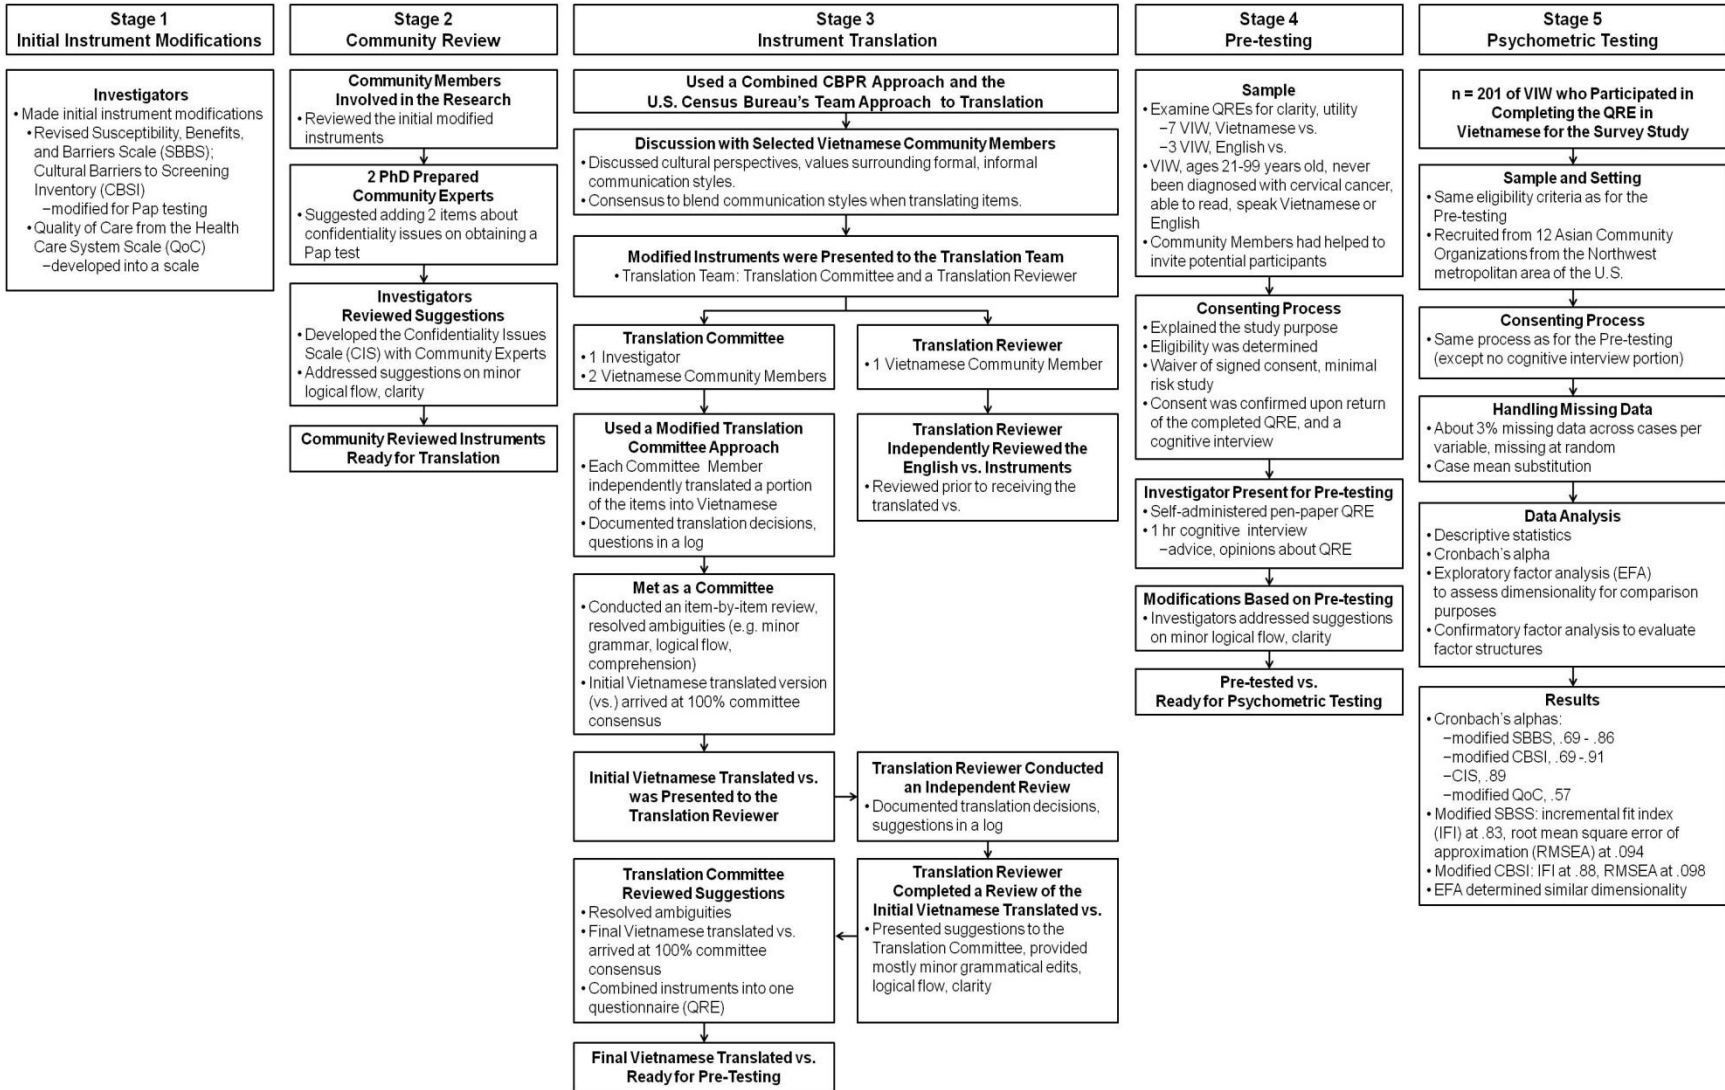 Stage 1
Initial Instrument Modifications
Investigators
• Made initial instrument modifications
• Revised Susceptibility, Benefits,
and Barriers Scale (SBBS);
Cultural Barriers to Screening
Inventory (CBSI)
–modified for Pap testing
• Quality of Care from the Health
Care System Scale (QoC)
–developed into a scale
Stage 2
Community Review
Community Members
Involved in the Research
• Reviewed the initial modified
instruments
2 PhD Prepared
Community Experts
• Suggested adding 2 items about
confidentiality issues on obtaining a
Pap test
Investigators
Reviewed Suggestions
• Developed the Confidentiality Issues
Scale (CIS) with Community Experts
• Addressed suggestions on minor
logical flow, clarity
Community Reviewed Instruments
Ready for Translation
Stage 3
Instrument Translation
Used a Combined CBPR Approach and the
U.S. Census Bureau's Team Approach to Translation
Discussion with Selected Vietnamese Community Members
• Discussed cultural perspectives, values surrounding formal, informal
communication styles.
• Consensus to blend communication styles when translating items.
Modified Instruments were Presented to the Translation Team
• Translation Team: Translation Committee and a Translation Reviewer
Translation Committee
• 1 Investigator
• 2 Vietnamese Community Members
Translation Reviewer
• 1 Vietnamese Community Member
Used a Modified Translation
Committee Approach
• Each Committee Member
independently translated a portion
of the items into Vietnamese
• Documented translation decisions,
questions in a log
Translation Reviewer
Independently Reviewed the
English vs. Instruments
• Reviewed prior to receiving the
translated vs.
Met as a Committee
• Conducted an item-by-item review,
resolved ambiguities (e.g. minor
grammar, logical flow,
comprehension)
• Initial Vietnamese translated version
(vs.) arrived at 100% committee
consensus
Initial Vietnamese Translated vs.
was Presented to the
Translation Reviewer
Translation Reviewer Conducted
an Independent Review
• Documented translation decisions,
suggestions in a log
Translation Committee
Reviewed Suggestions
• Resolved ambiguities
• Final Vietnamese translated vs.
arrived at 100% committee
consensus
• Combined instruments into one
questionnaire (QRE)
Translation Reviewer
Completed a Review of the
Initial Vietnamese Translated vs.
• Presented suggestions to the
Translation Committee, provided
mostly minor grammatical edits,
logical flow, clarity
Final Vietnamese Translated vs.
Ready for Pre-Testing
Stage 4
Pre-testing
Sample
• Examine QREs for clarity, utility
–7 VIW, Vietnamese vs.
–3 VIW, English vs.
• VIW, ages 21-99 years old, never
been diagnosed with cervical cancer,
able to read, speak Vietnamese or
English
• Community Members had helped to
invite potential participants
Consenting Process
• Explained the study purpose
• Eligibility was determined
• Waiver of signed consent, minimal
risk study
• Consent was confirmed upon return
of the completed QRE, and a
cognitive interview
Investigator Present for Pre-testing
• Self-administered pen-paper QRE
• 1 hr cognitive interview
–advice, opinions about QRE
Modifications Based on Pre-testing
• Investigators addressed suggestions
on minor logical flow, clarity
Pre-tested vs.
Ready for Psychometric Testing
Stage 5
Psychometric Testing
n = 201 of VIW who Participated in
Completing the QRE in
Vietnamese for the Survey Study
Sample and Setting
• Same eligibility criteria as for the
Pre-testing
• Recruited from 12 Asian Community
Organizations from the Northwest
metropolitan area of the U.S.
Consenting Process
• Same process as for the Pre-testing
(except no cognitive interview portion)
Handling Missing Data
• About 3% missing data across cases per
variable, missing at random
• Case mean substitution
Data Analysis
• Descriptive statistics
• Cronbach's alpha
• Exploratory factor analysis (EFA)
to assess dimensionality for comparison
purposes
• Confirmatory factor analysis to evaluate
factor structures
Results
• Cronbach's alphas:
–modified SBBS, .69 - .86
–modified CBSI, .69 -.91
–CIS, .89
–modified QoC, .57
• Modified SBSS: incremental fit index
(IFI) at .83, root mean square error of
approximation (RMSEA) at .094
• Modified CBSI: IFI at .88, RMSEA at .098
• EFA determined similar dimensionality